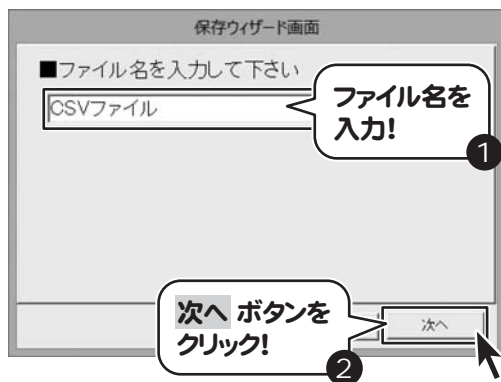 保存ウィザード画面
■ファイル名を入力して下さい
CSVファイル
ファイル名を
入力!
1
次へ ボタンを
クリック!
2
次へ